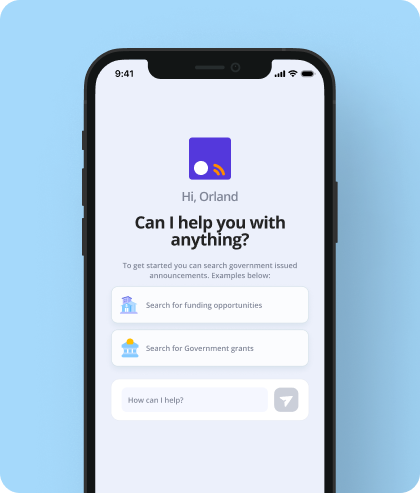 9:41
Hi, Orland
Can I help you with
anything?
To get started you can search government issued
announcements. Examples below:
Search for funding opportunities
Search for Government grants
How can I help?